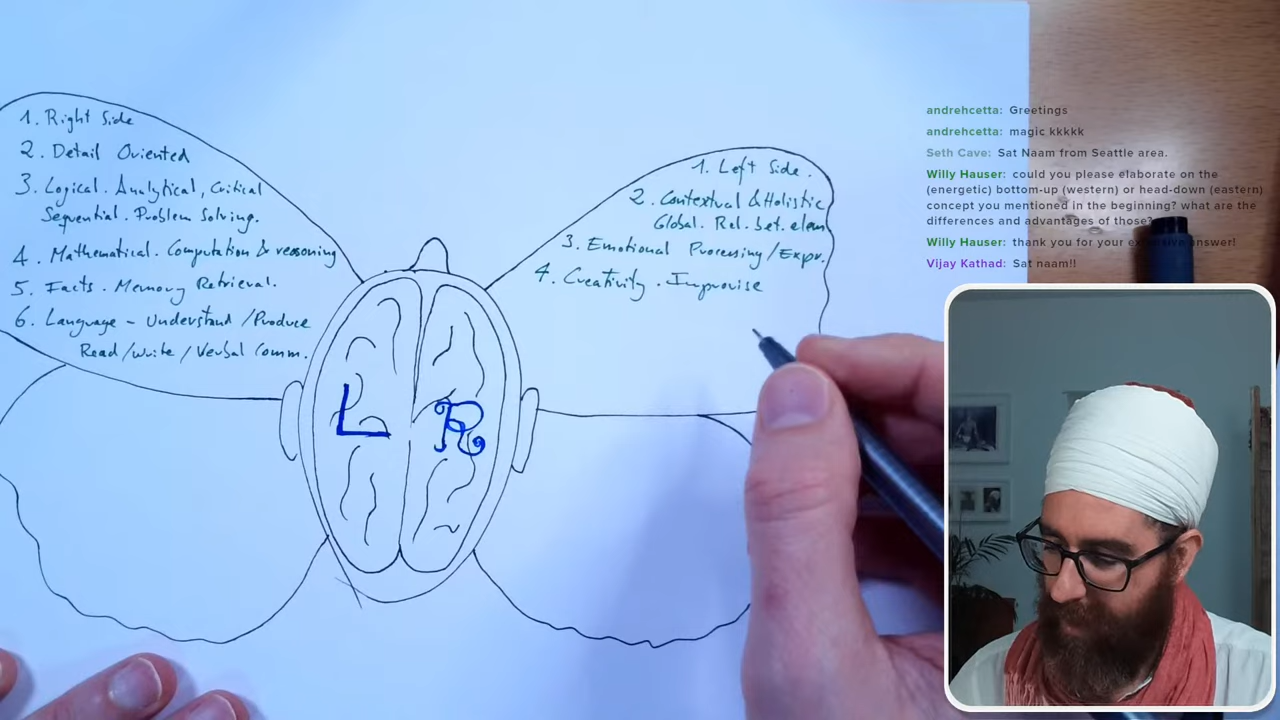 1. Right Side
2. Detail Oriented
3. Logical. Analytical, Critical
Sequential. Problem Solving.
4. Mathematical. Computation & reasoning
5. Facts. Memory Retrieval.
6. Language - Understand/Produce
Read/Write/Verbal Comm.
1. Left Side.
2. Contextual & Holistic
Global. Rel. bet. elem
3. Emotional Processing/Expr.
4. Creativity. Improvise
L
R
andrehcetta: Greetings
andrehcetta: magic kkkkk
Seth Cave: Sat Naam from Seattle area.
Willy Hauser: could you please elaborate on the
(energetic) bottom-up (western) or head-down (eastern)
concept you mentioned in the beginning? what are the
differences and advantages of those?
Willy Hauser: thank you for your answer!
Vijay Kathad: Sat naam!!